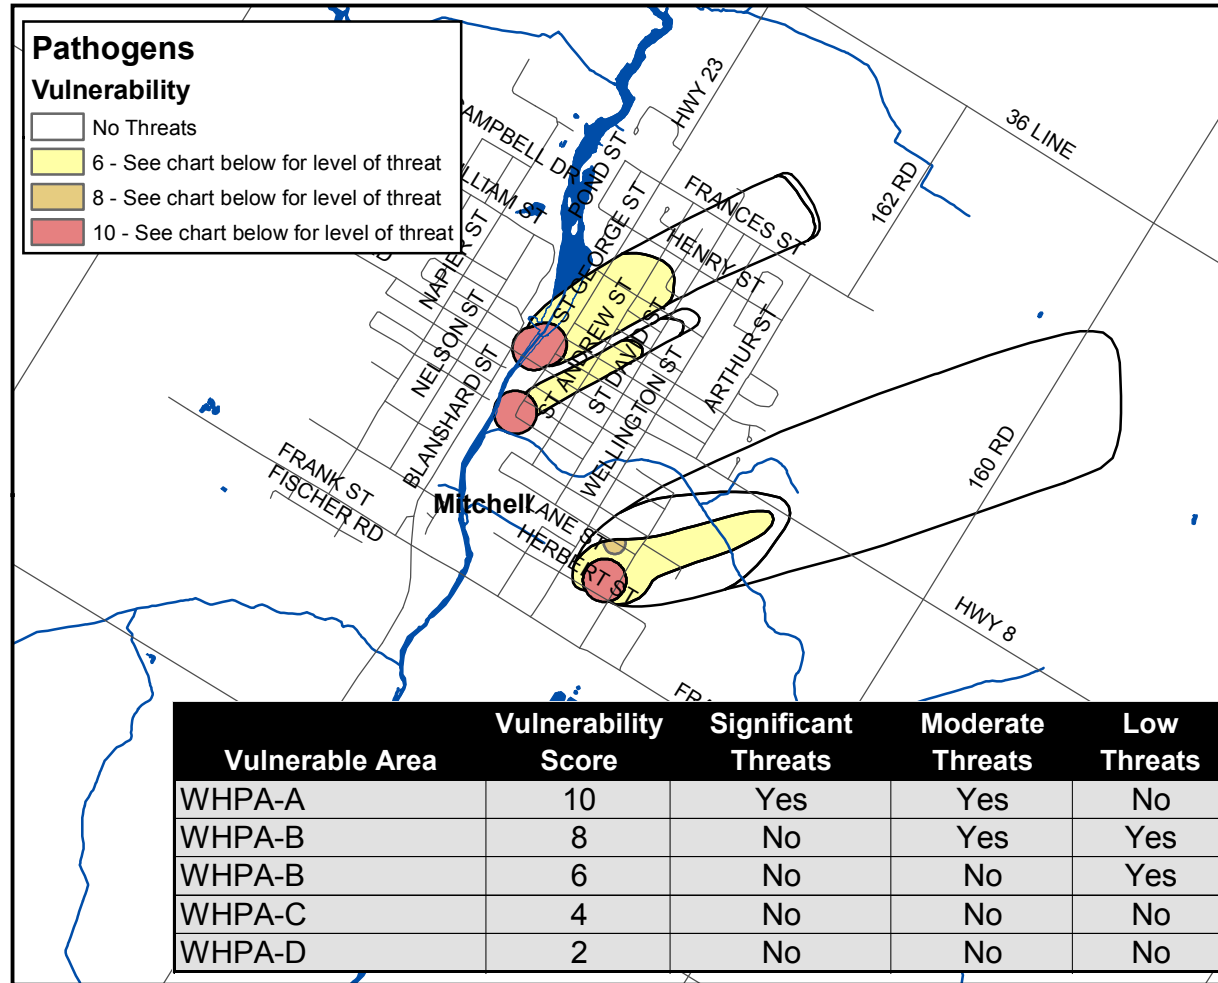 Pathogens
Vulnerability
No Threats
6 - See chart below for level of threat
8 - See chart below for level of threat
10 - See chart below for level of threat
HWY 23
36 LINE
CAMPBELL DR
POND ST
162 RD
FRANCES ST
ST GEORGE ST
HENRY ST
NAPIER ST
NELSON ST
ST ANDREW ST
ST DAVID ST
ARTHUR ST
BLANSHARD ST
WELLINGTON ST
160 RD
FRANK ST
FISCHER RD
Mitchell
LANE ST
HERBERT ST
HWY 8
Vulnerable Area Vulnerability Score Significant Threats Moderate Threats Low Threats
WHPA-A 10 Yes Yes No
WHPA-B 8 No Yes Yes
WHPA-B 6 No No Yes
WHPA-C 4 No No No
WHPA-D 2 No No No